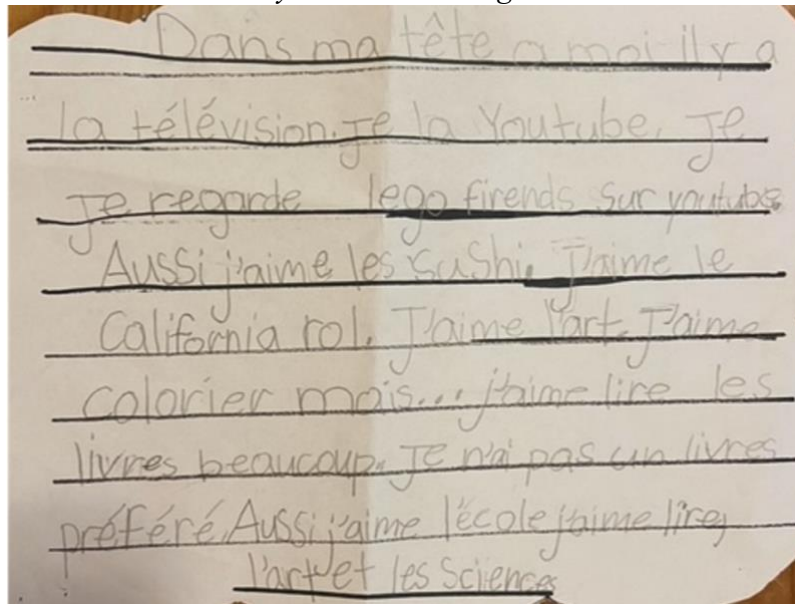 Dans ma tête a moi il y a
la télévision. Je la Youtube. Je
Je regarde lego firends sur youtube.
Aussi j'aime les sushi. J'aime le
California rol. J'aime l'art. J'aime
colorier mais... j'aime lire les
livres beaucoup. Je n'ai pas un livres
préféré. Aussi j'aime l'école j'aime lire,
l'art et les Sciences